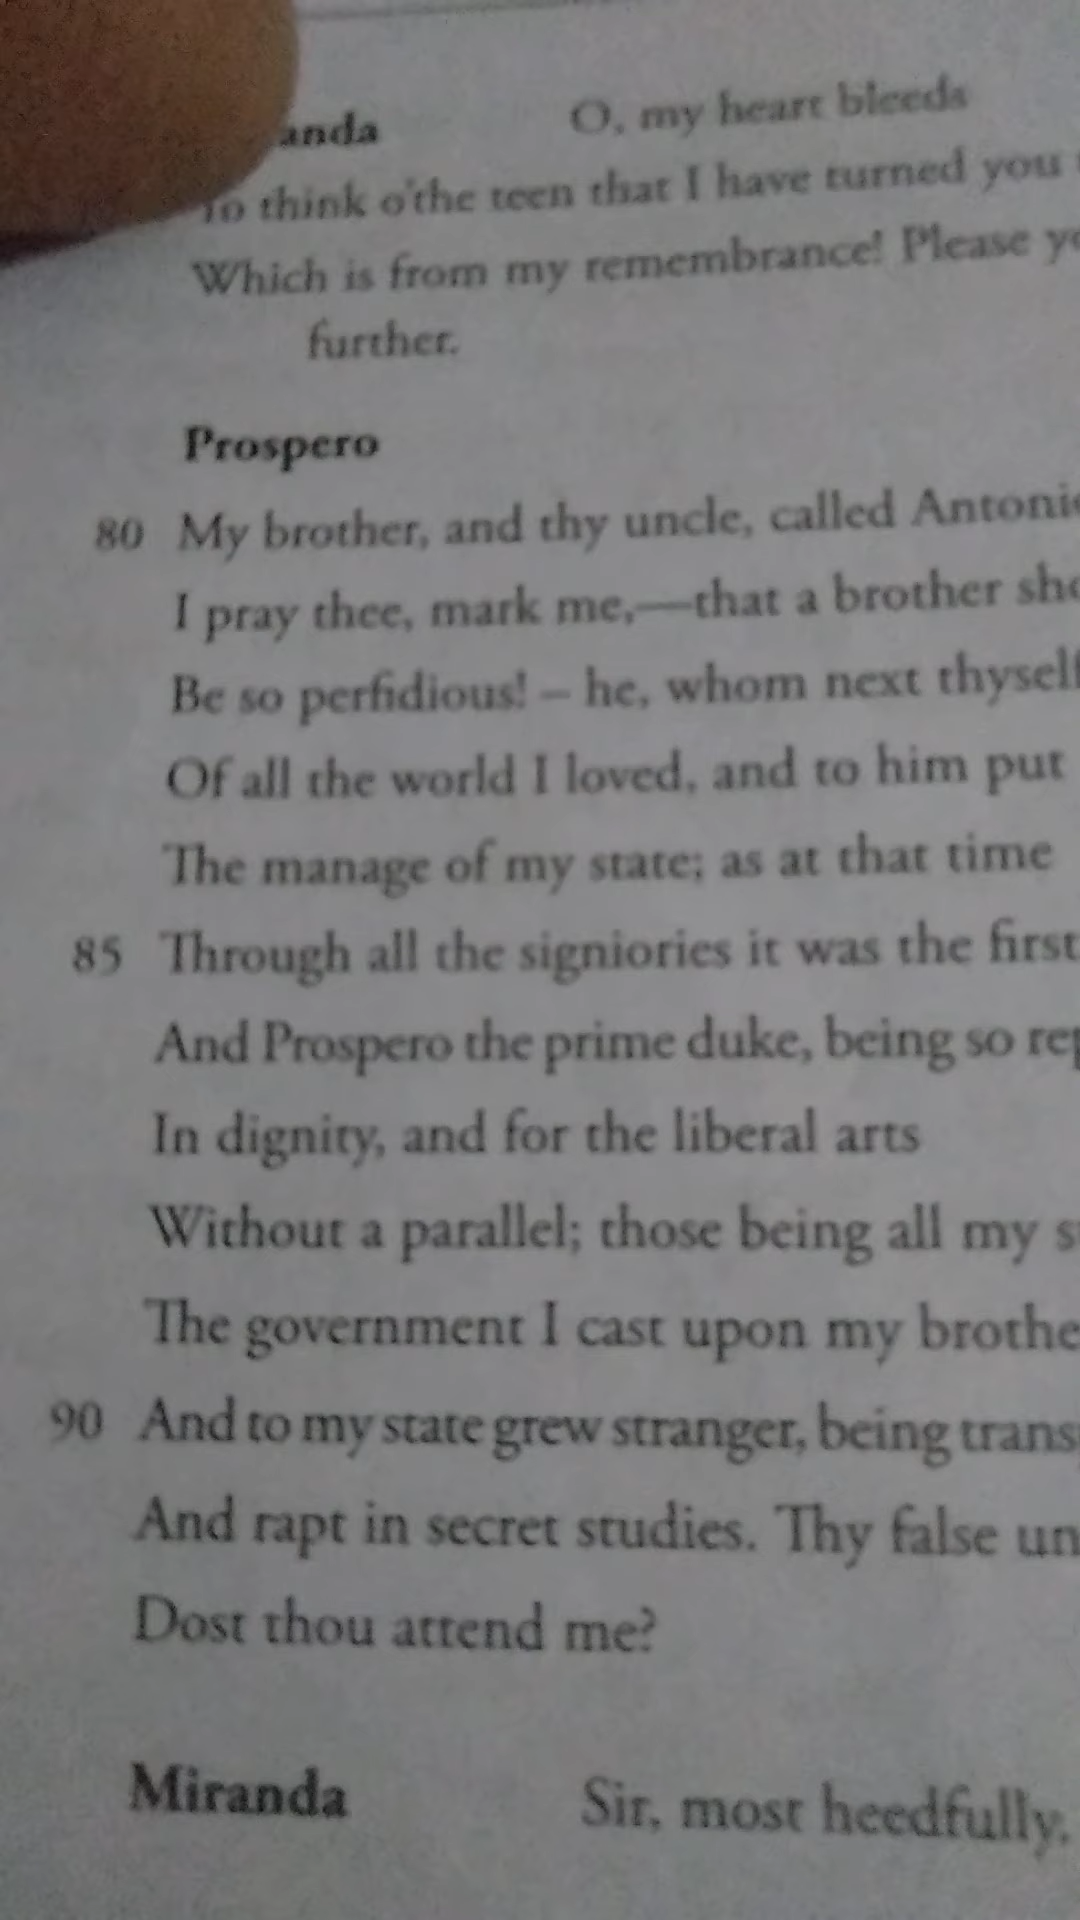 anda O, my heart bleeds
To think o'the teen that I have turned you
Which is from my remembrance! Please
further.
Prospero
80 My brother, and thy uncle, called
I pray thee, mark me,—that a brother
Be so perfidious! – he, whom next thyself
Of all the world I loved, and to him put
The manage of my state; as at that time
85 Through all the signiories it was the first
And Prospero the prime duke, being so
In dignity, and for the liberal arts
Without a parallel; those being all my
The government I cast upon my
90 And to my state grew stranger, being
And rapt in secret studies. Thy false
Dost thou attend me?
Miranda Sir, most heedfully.